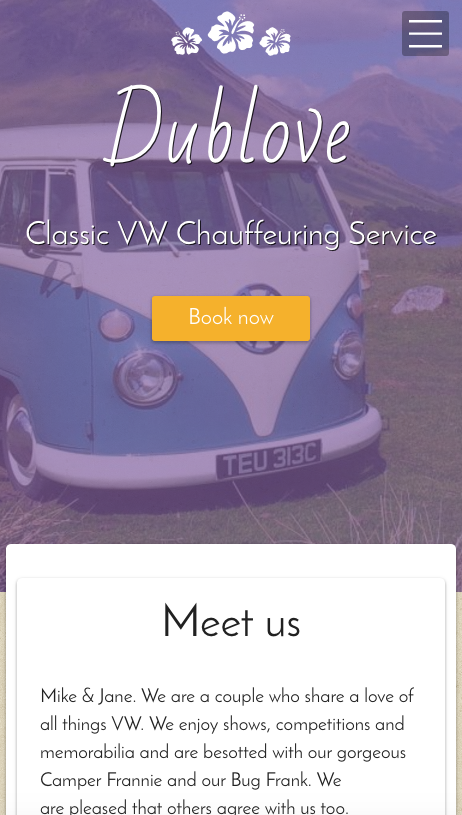 Dublove
Classic VW Chauffeuring Service
Book now
TEU 313C
Meet us
Mike & Jane. We are a couple who share a love of
all things VW. We enjoy shows, competitions and
memorabilia and are besotted with our gorgeous
Camper Frannie and our Bug Frank. We
are pleased that others agree with us too.